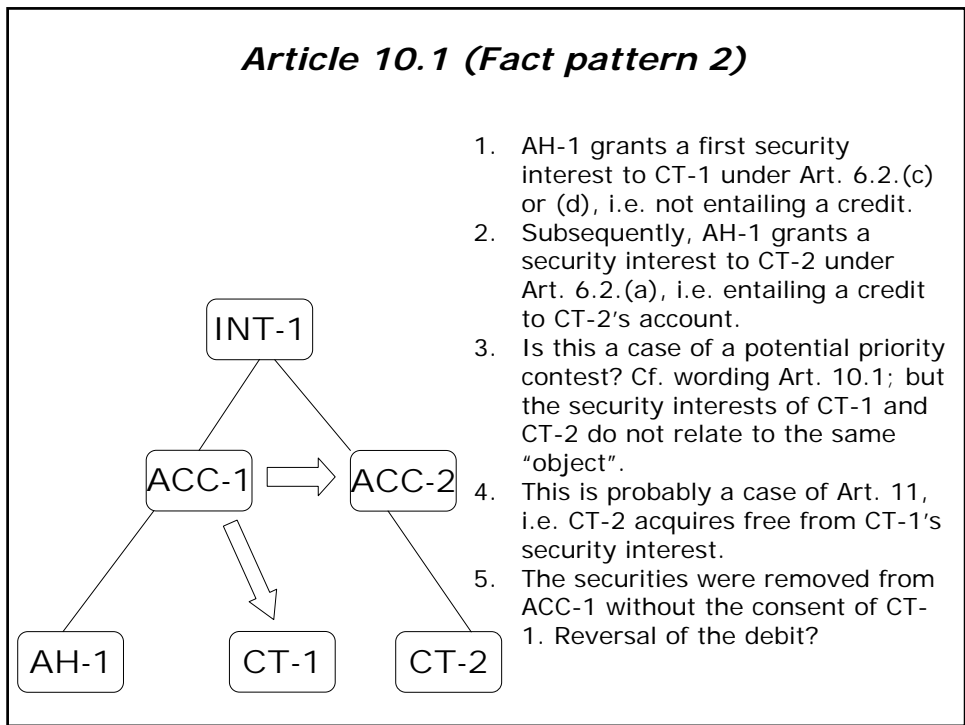 Article 10.1 (Fact pattern 2)
1. AH-1 grants a first security
interest to CT-1 under Art. 6.2.(c)
or (d), i.e. not entailing a credit.
2. Subsequently, AH-1 grants a
security interest to CT-2 under
Art. 6.2.(a), i.e. entailing a credit
to CT-2’s account.
3. Is this a case of a potential priority
contest? Cf. wording Art. 10.1; but
the security interests of CT-1 and
CT-2 do not relate to the same
“object”.
4. This is probably a case of Art. 11,
i.e. CT-2 acquires free from CT-1’s
security interest.
5. The securities were removed from
ACC-1 without the consent of CT-
1. Reversal of the debit?
INT-1
ACC-1
ACC-2
AH-1
CT-1
CT-2